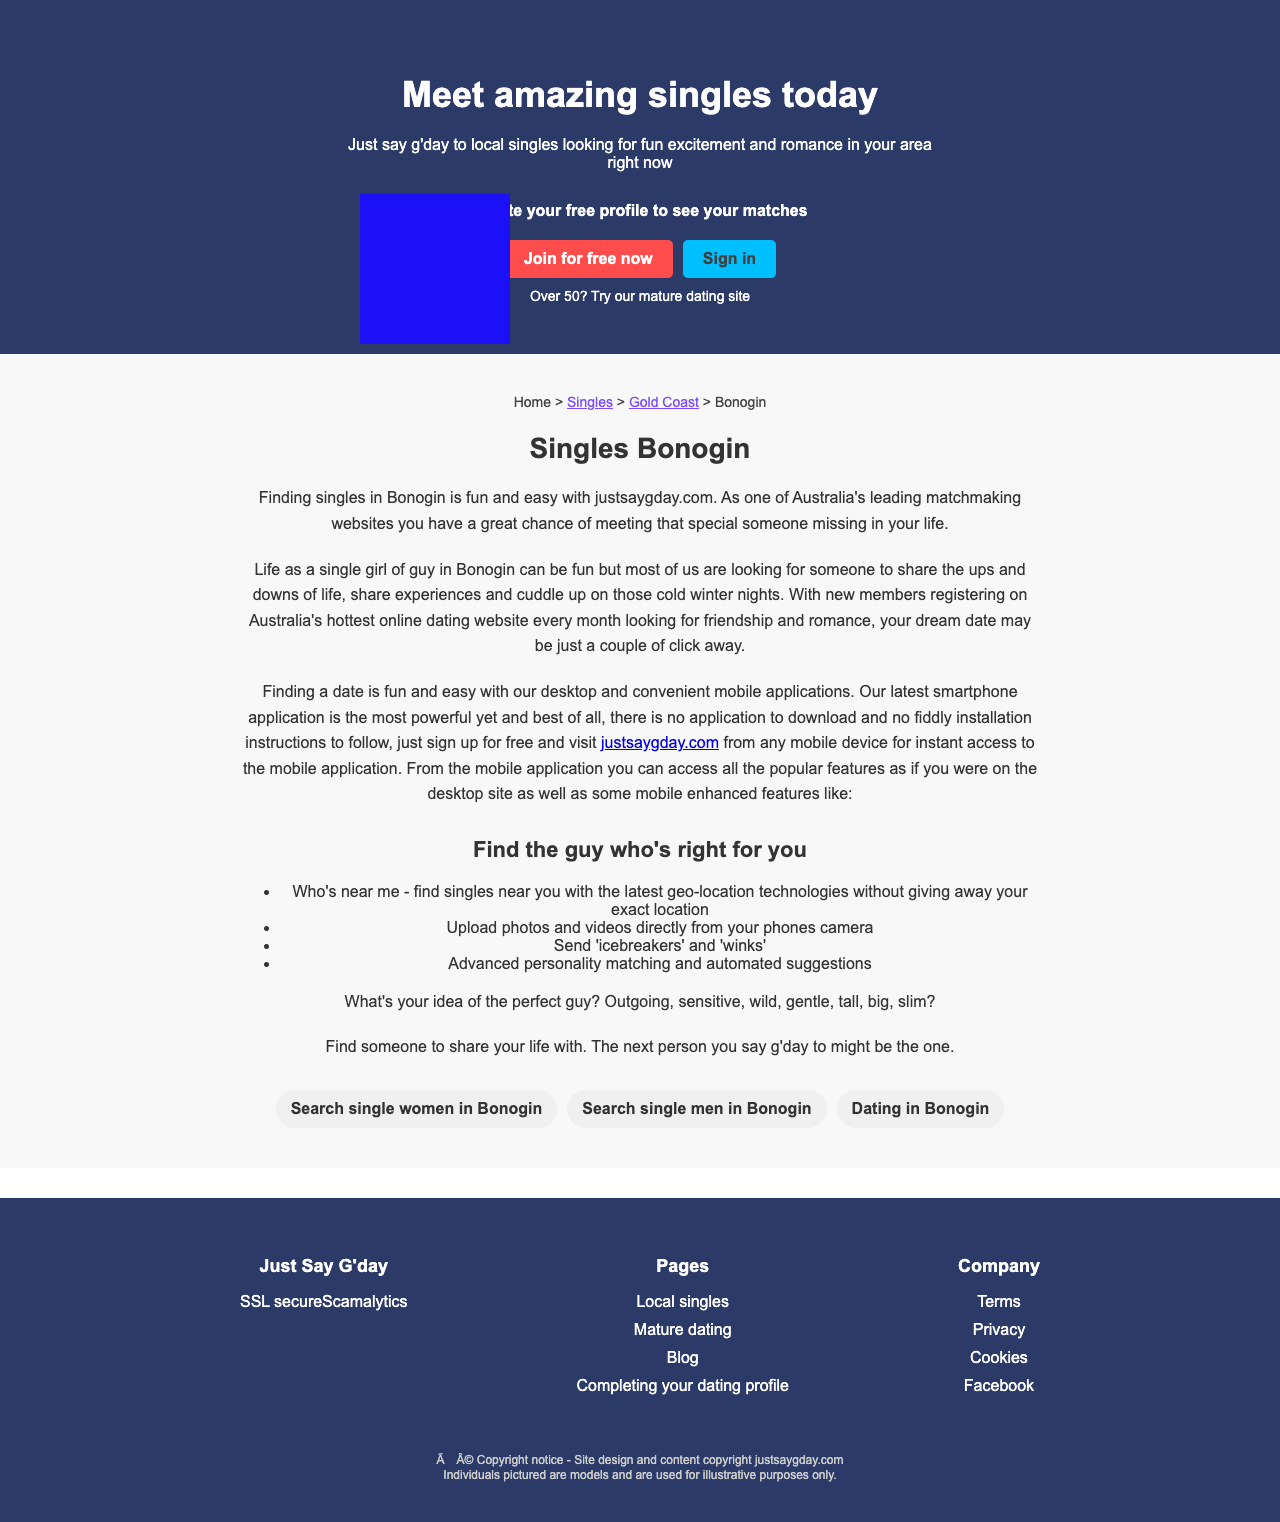 Meet amazing singles today
Just say g'day to local singles looking for fun excitement and romance in your area
right now
your free profile to see your matches
Join for free now
Sign in
Over 50? Try our mature dating site
Home > Singles > Gold Coast > Bonogin
Singles Bonogin
Finding singles in Bonogin is fun and easy with justsaygday.com. As one of Australia's leading matchmaking
websites you have a great chance of meeting that special someone missing in your life.
Life as a single girl of guy in Bonogin can be fun but most of us are looking for someone to share the ups and
downs of life, share experiences and cuddle up on those cold winter nights. With new members registering on
Australia's hottest online dating website every month looking for friendship and romance, your dream date may
be just a couple of click away.
Finding a date is fun and easy with our desktop and convenient mobile applications. Our latest smartphone
application is the most powerful yet and best of all, there is no application to download and no fiddly installation
instructions to follow, just sign up for free and visit justsaygday.com from any mobile device for instant access to
the mobile application. From the mobile application you can access all the popular features as if you were on the
desktop site as well as some mobile enhanced features like:
Find the guy who's right for you
• Who's near me - find singles near you with the latest geo-location technologies without giving away your
exact location
• Upload photos and videos directly from your phones camera
• Send 'icebreakers' and 'winks'
• Advanced personality matching and automated suggestions
What's your idea of the perfect guy? Outgoing, sensitive, wild, gentle, tall, big, slim?
Find someone to share your life with. The next person you say g'day to might be the one.
Search single women in Bonogin
Search single men in Bonogin
Dating in Bonogin
Just Say G'day
SSL secureScamalytics
Pages
Local singles
Mature dating
Blog
Completing your dating profile
Company
Terms
Privacy
Cookies
Facebook
Ã Â© Copyright notice - Site design and content copyright justsaygday.com
Individuals pictured are models and are used for illustrative purposes only.